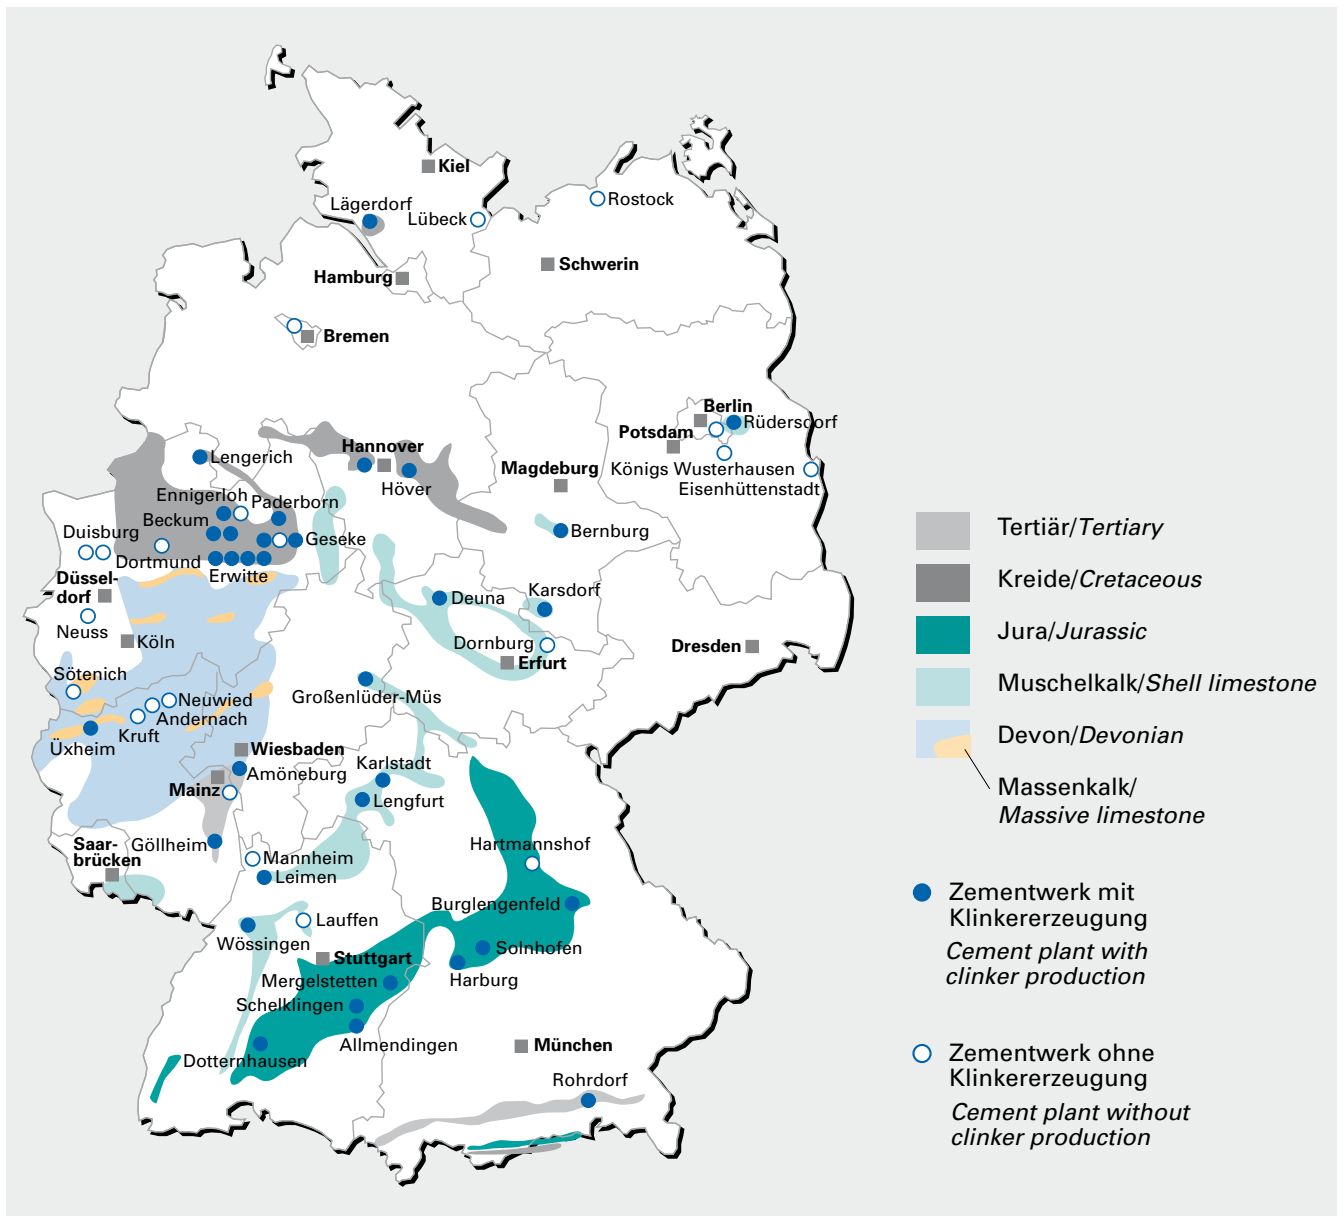 Kiel
Lägerdorf
Lübeck
Rostock
Schwerin
Hamburg
Bremen
Berlin
Rüdersdorf
Potsdam
Hannover
Lengerich
Königs Wusterhausen
Magdeburg
Höver
Eisenhüttenstadt
Ennigerloh
Paderborn
Beckum
Duisburg
Bernburg
Geseke
Dortmund
Erwitte
Düssel-
dorf
Karsdorf
Deuna
Neuss
Köln
Dornburg
Dresden
Erfurt
Sötenich
Großenlüder-Müs
Neuwied
Andernach
Kruft
Üxheim
Wiesbaden
Karlstadt
Amöneburg
Mainz
Lengfurt
Saar-
brücken
Göllheim
Hartmannshof
Mannheim
Leimen
Burglengenfeld
Lauffen
Wössingen
Solnhofen
Stuttgart
Mergelstetten
Harburg
Schelklingen
Allmendingen
München
Dotternhausen
Rohrdorf
Tertiär/Tertiary
Kreide/Cretaceous
Jura/Jurassic
Muschelkalk/Shell limestone
Devon/Devonian
Massenkalk/
Massive limestone
Zementwerk mit
Klinkererzeugung
Cement plant with
clinker production
Zementwerk ohne
Klinkererzeugung
Cement plant without
clinker production